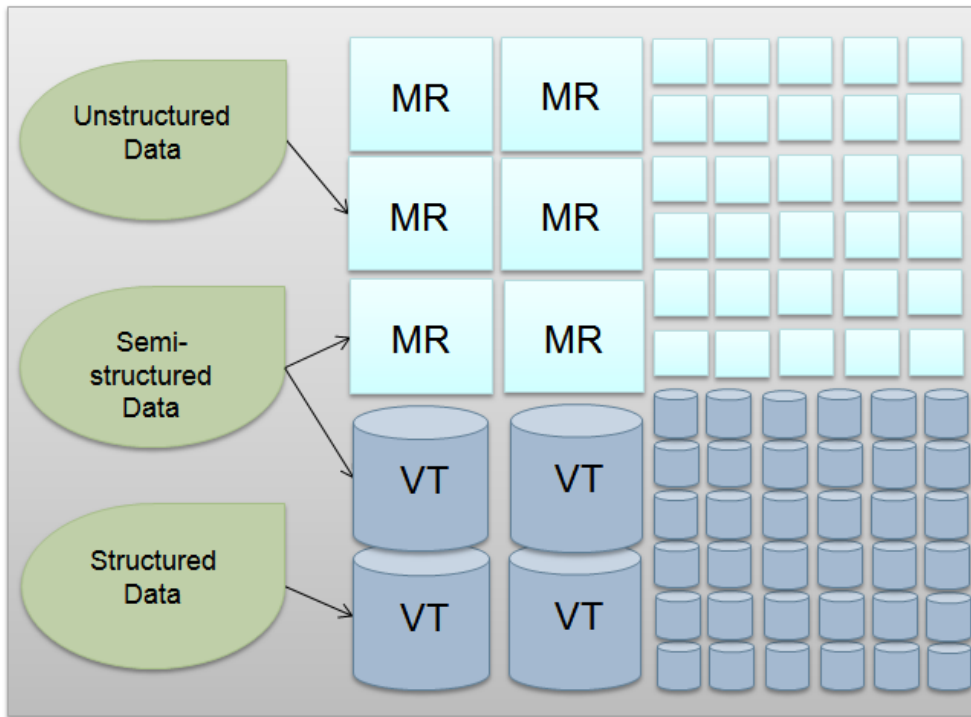 Unstructured
Data
MR MR
MR MR
Semi-
structured
Data
MR MR
VT VT
Structured
Data
VT VT